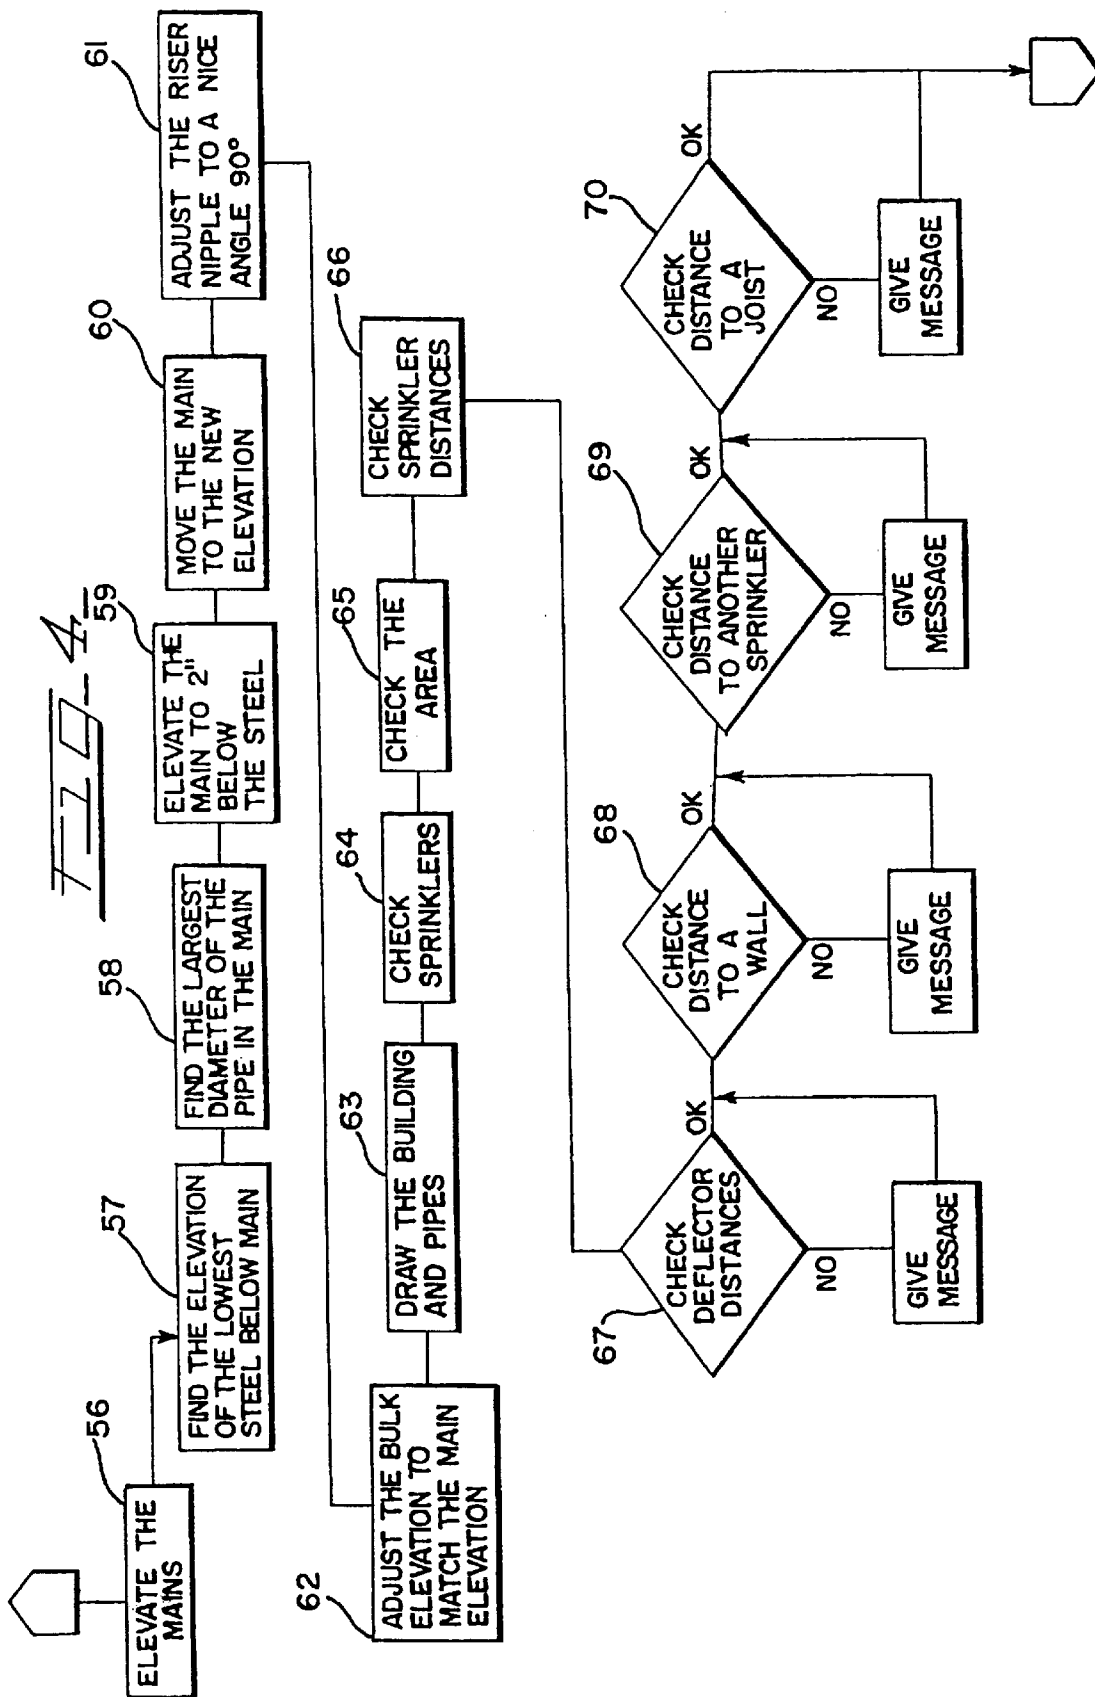 FIG. 4
56
ELEVATE THE
MAINS
57
FIND THE ELEVATION
OF THE LOWEST
STEEL BELOW MAIN
58
FIND THE LARGEST
DIAMETER OF THE
PIPE IN THE MAIN
59
ELEVATE THE
MAIN TO 2"
BELOW
THE STEEL
60
MOVE THE MAIN
TO THE NEW
ELEVATION
61
ADJUST THE RISER
NIPPLE TO A NICE
ANGLE 90°
62
ADJUST THE BULK
ELEVATION TO
MATCH THE MAIN
ELEVATION
63
DRAW THE BUILDING
AND PIPES
64
CHECK
SPRINKLERS
65
CHECK THE
AREA
66
CHECK
SPRINKLER
DISTANCES
67
CHECK
DEFLECTOR
DISTANCES
OK
NO
GIVE
MESSAGE
68
CHECK
DISTANCE
TO A
WALL
OK
NO
GIVE
MESSAGE
69
CHECK
DISTANCE
TO ANOTHER
SPRINKLER
OK
NO
GIVE
MESSAGE
70
CHECK
DISTANCE
TO A
JOIST
OK
NO
GIVE
MESSAGE